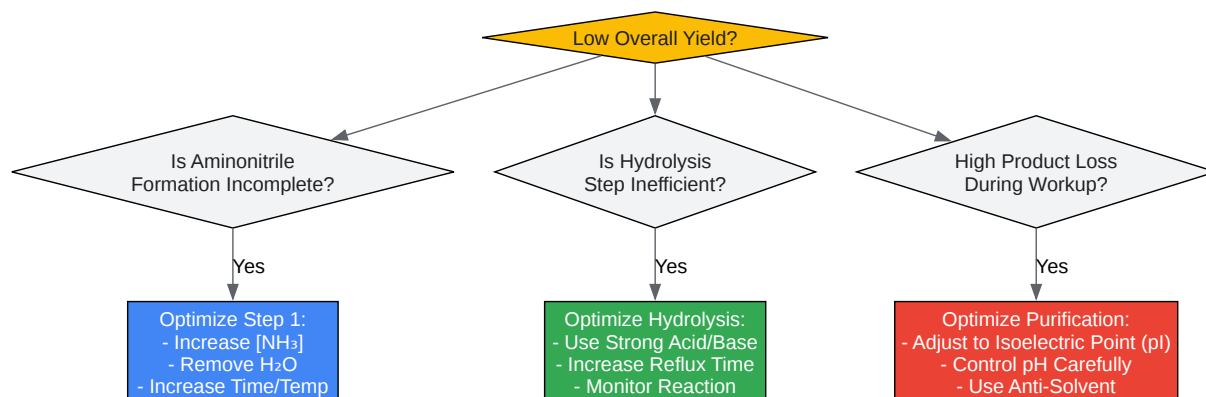 Low Overall Yield?
Is Aminonitrile
Formation Incomplete?
Is Hydrolysis
Step Inefficient?
High Product Loss
During Workup?
Yes
Yes
Yes
Optimize Step 1:
- Increase [NH₃]
- Remove H₂O
- Increase Time/Temp
Optimize Hydrolysis:
- Use Strong Acid/Base
- Increase Reflux Time
- Monitor Reaction
Optimize Purification:
- Adjust to Isoelectric Point (pI)
- Control pH Carefully
- Use Anti-Solvent